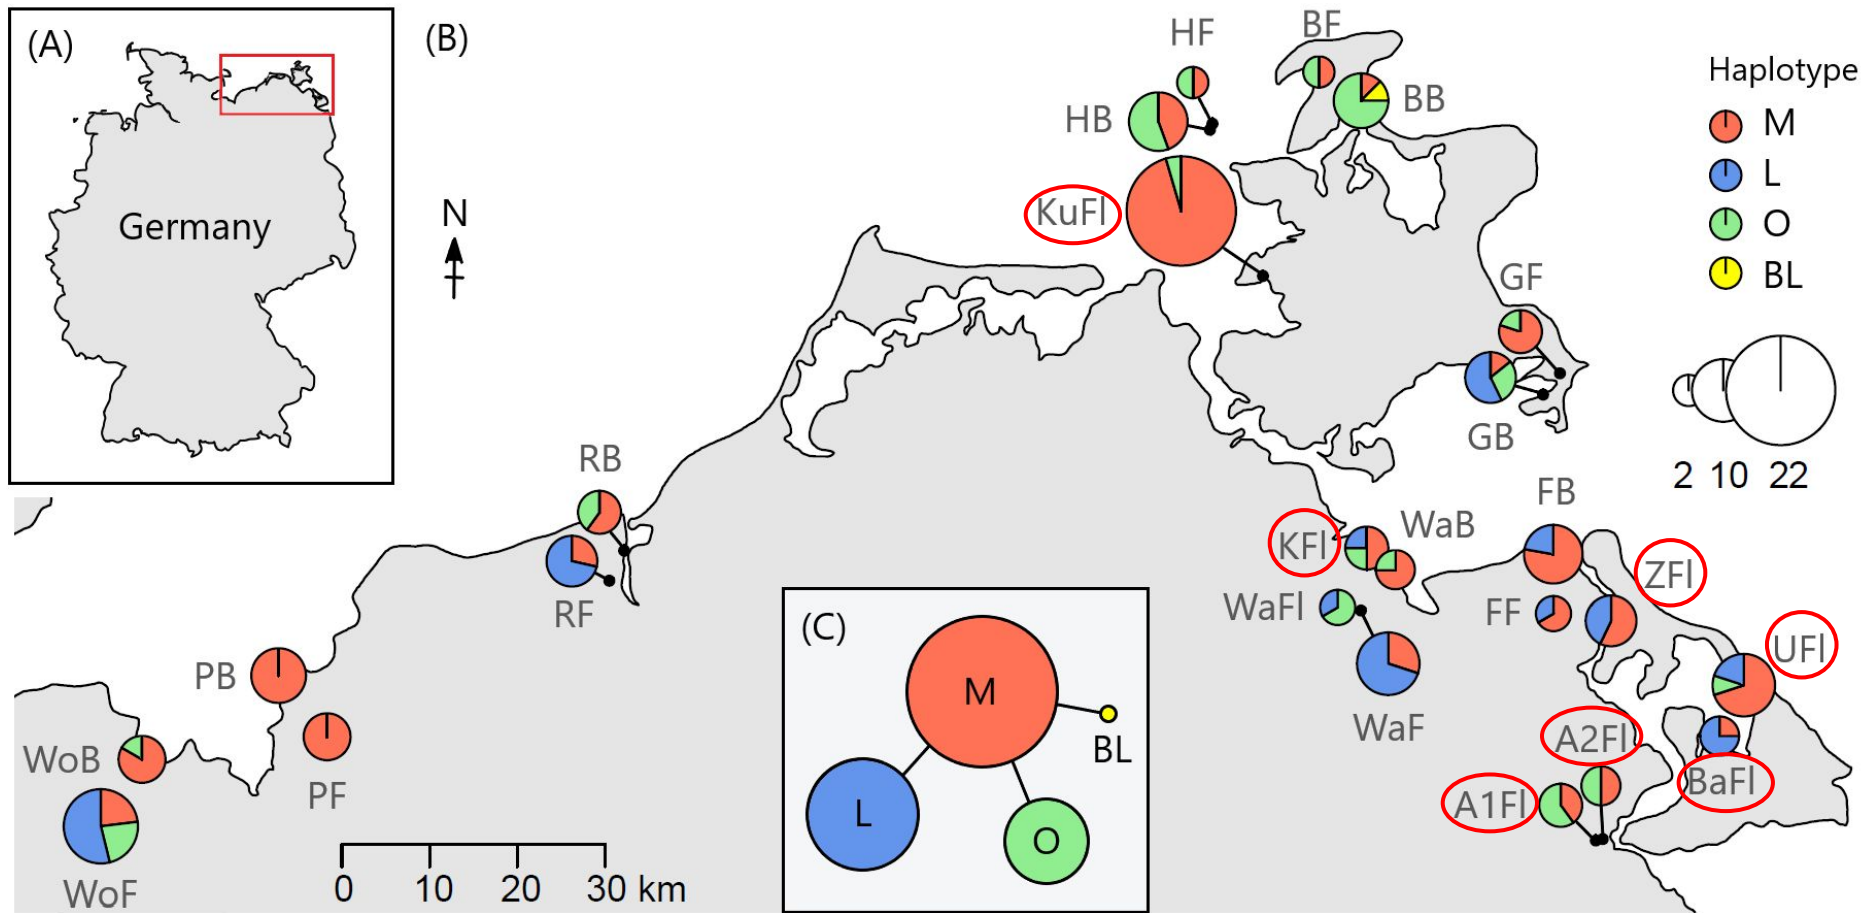 (A)
Germany
(B)
N
HF
BF
HB
BB
KuFl
GF
GB
Haplotype
M
L
O
BL
2 10 22
RB
RF
KFl
WaB
FB
ZFl
WaFl
FF
UFl
WaF
A2Fl
BaFl
A1Fl
PB
PF
WoB
WoF
0 10 20 30 km
(C)
M
BL
L
O